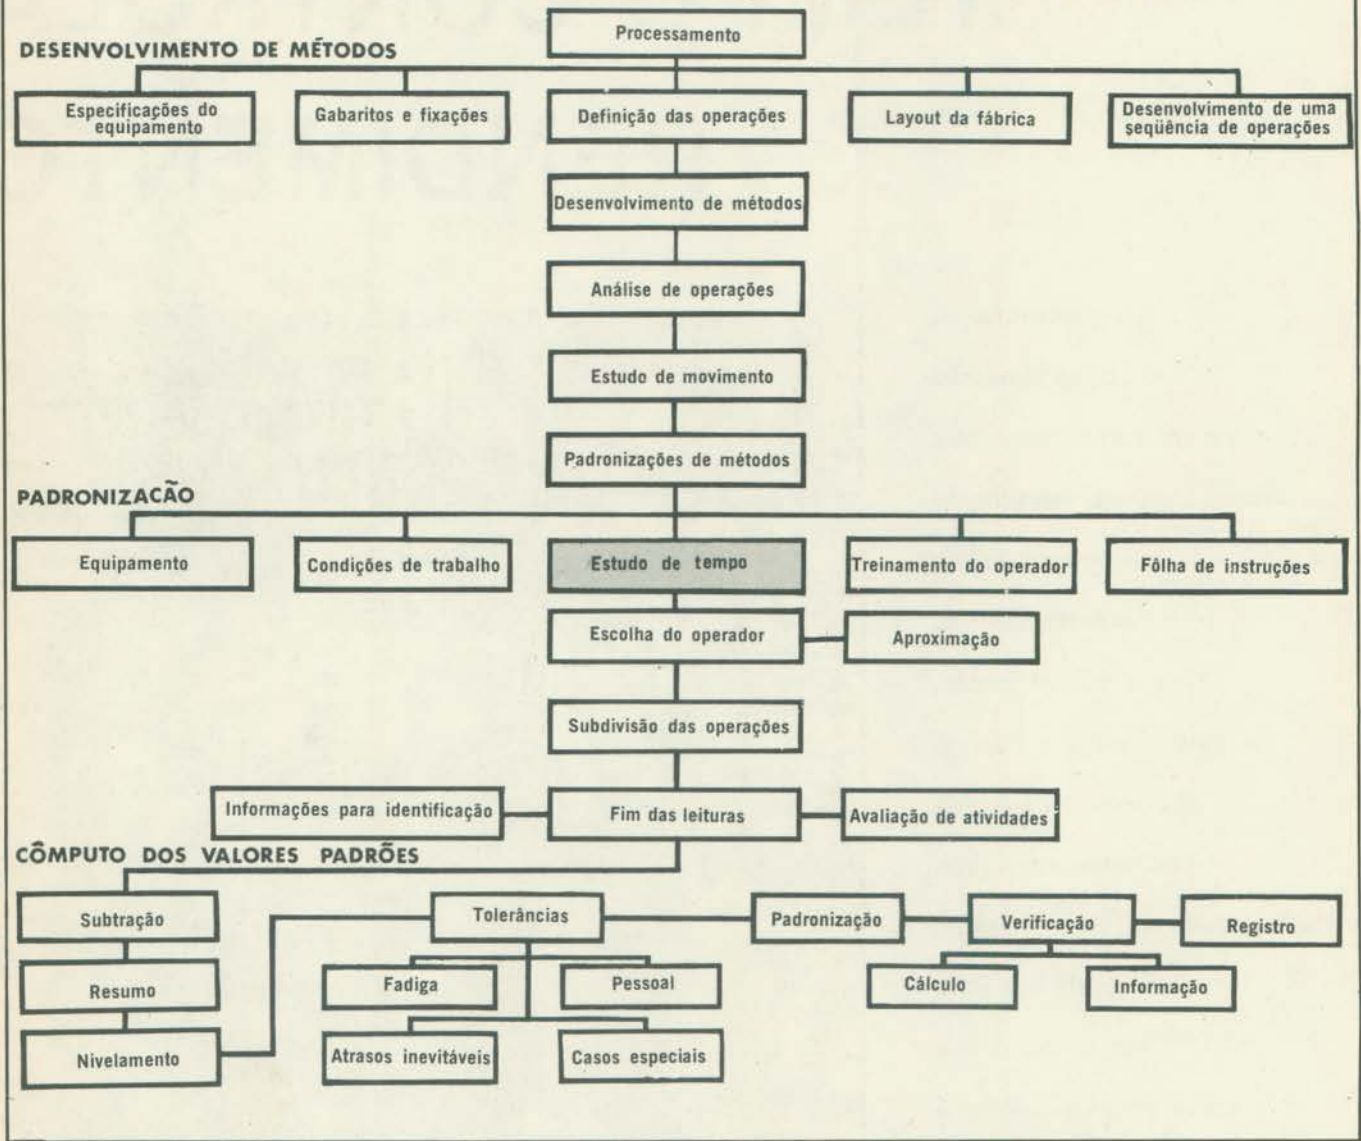 Processamento
DESENVOLVIMENTO DE MÉTODOS
Especificações do
equipamento
Gabaritos e fixações
Definição das operações
Layout da fábrica
Desenvolvimento de uma
seqüência de operações
Desenvolvimento de métodos
Análise de operações
Estudo de movimento
Padronizações de métodos
PADRONIZACÃO
Equipamento
Condições de trabalho
Estudo de tempo
Treinamento do operador
Fôlha de instruções
Escolha do operador
Aproximação
Subdivisão das operações
Informações para identificação
Fim das leituras
Avaliação de atividades
CÔMPUTO DOS VALORES PADRÕES
Subtração
Tolerâncias
Padronização
Verificação
Registro
Resumo
Fadiga
Pessoal
Cálculo
Informação
Nivelamento
Atrasos inevitáveis
Casos especiais